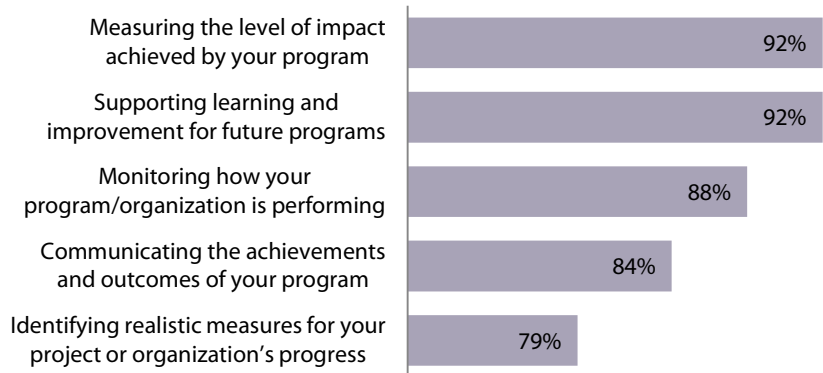 Measuring the level of impact
achieved by your program
92%
Supporting learning and
improvement for future programs
92%
Monitoring how your
program/organization is performing
88%
Communicating the achievements
and outcomes of your program
84%
Identifying realistic measures for your
project or organization’s progress
79%